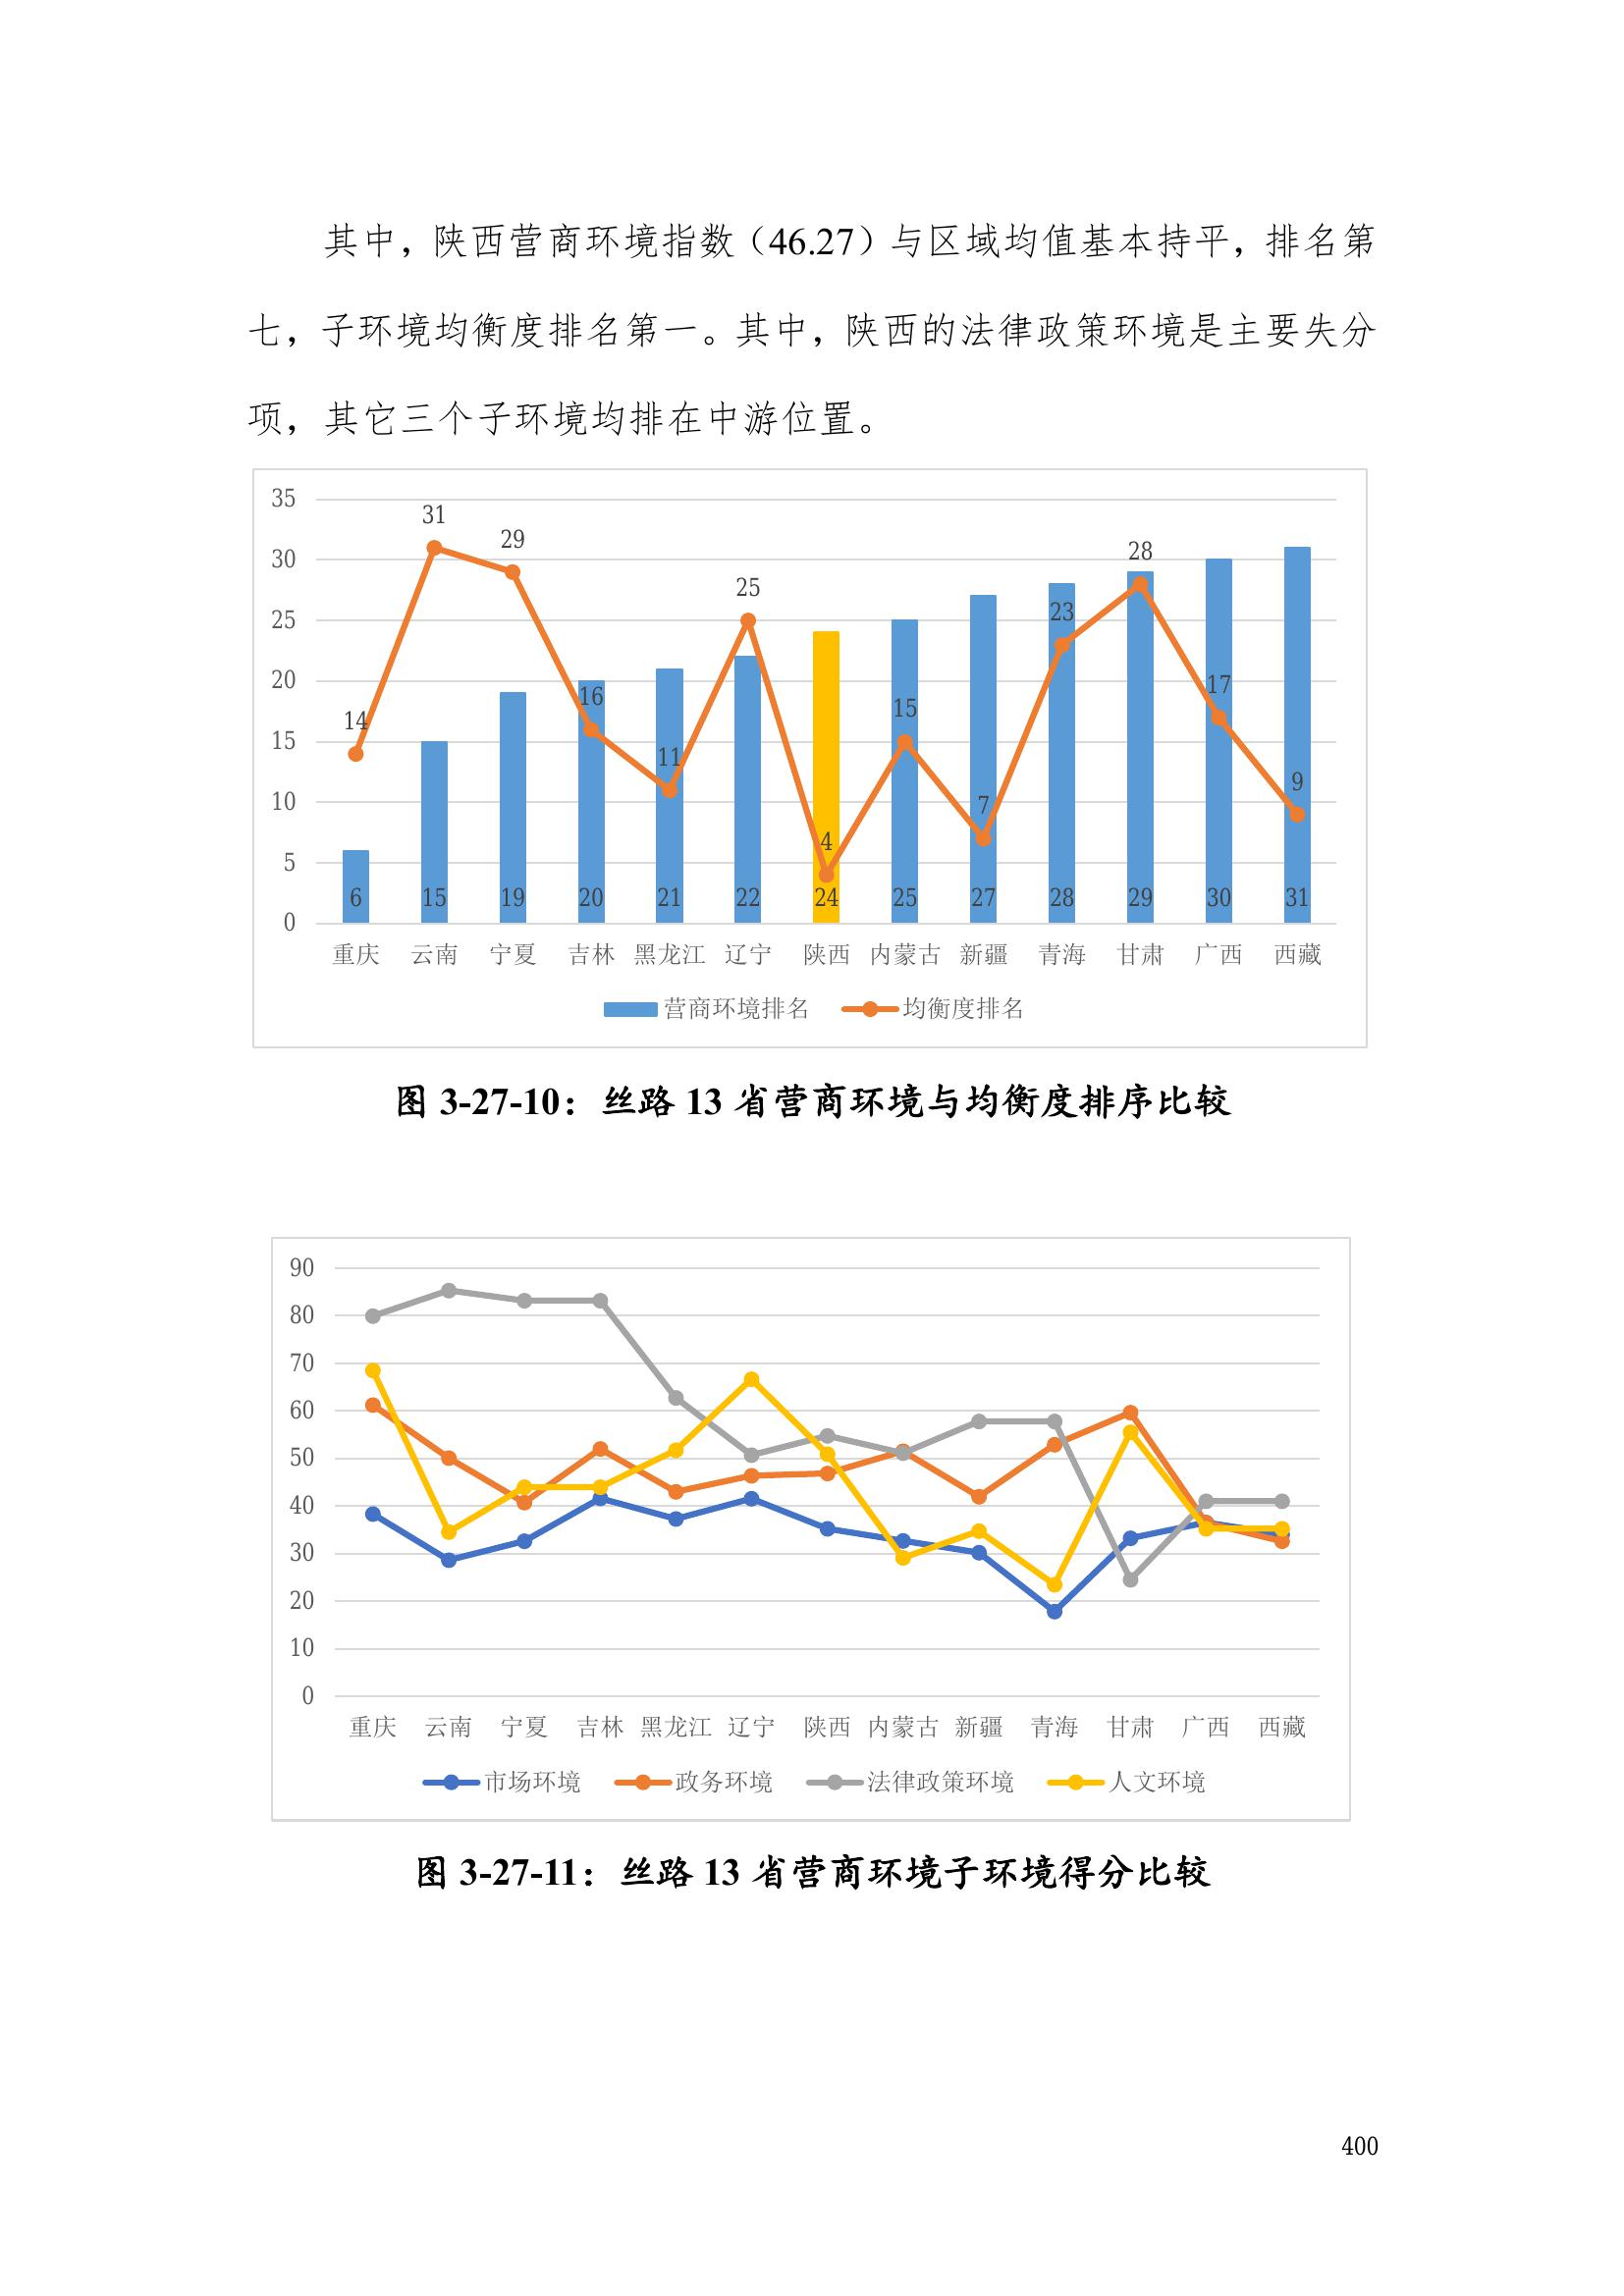 其中，陕西营商环境指数（46.27）与区域均值基本持平，排名第
七，子环境均衡度排名第一。其中，陕西的法律政策环境是主要失分
项，其它三个子环境均排在中游位置。
35
30
25
20
15
10
5
0
14 31 29 16 11 25 4 15 7 23 28 17 9
6 15 19 20 21 22 24 25 27 28 29 30 31
重庆 云南 宁夏 吉林 黑龙江 辽宁 陕西 内蒙古 新疆 青海 甘肃 广西 西藏
营商环境排名 均衡度排名
图 3-27-10：丝路 13 省营商环境与均衡度排序比较
90
80
70
60
50
40
30
20
10
0
重庆 云南 宁夏 吉林 黑龙江 辽宁 陕西 内蒙古 新疆 青海 甘肃 广西 西藏
市场环境 政务环境 法律政策环境 人文环境
图 3-27-11：丝路 13 省营商环境子环境得分比较
400